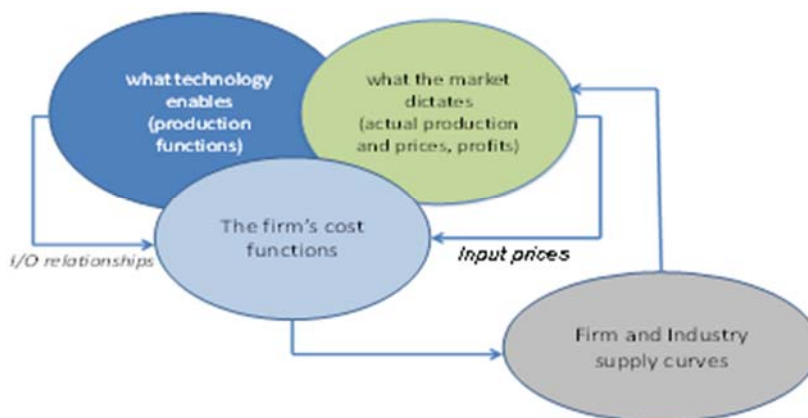 what technology
enables
(production
functions)
what the market
dictates
(actual production
and prices, profits)
The firm's cost
functions
I/O relationships
Input prices
Firm and Industry
supply curves